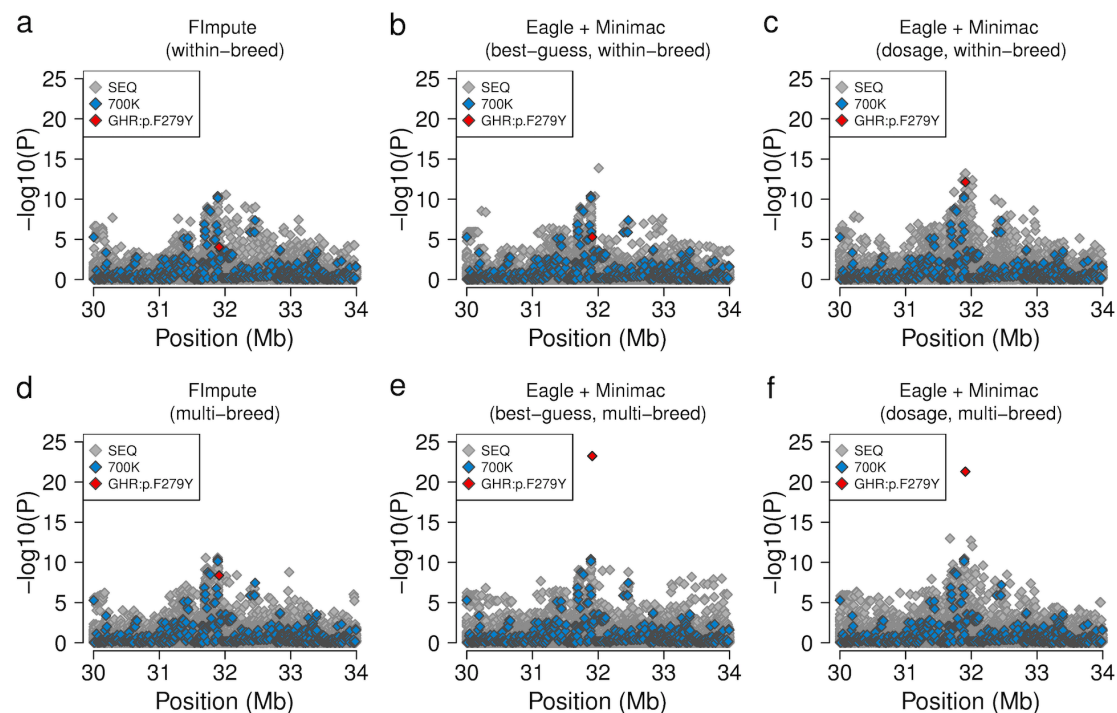 a
FImpute
(within−breed)
SEQ
700K
GHR:p.F279Y
−log10(P)
25
20
15
10
5
0
30 31 32 33 34
Position (Mb)
b
Eagle + Minimac
(best−guess, within−breed)
SEQ
700K
GHR:p.F279Y
−log10(P)
25
20
15
10
5
0
30 31 32 33 34
Position (Mb)
c
Eagle + Minimac
(dosage, within−breed)
SEQ
700K
GHR:p.F279Y
−log10(P)
25
20
15
10
5
0
30 31 32 33 34
Position (Mb)
d
FImpute
(multi−breed)
SEQ
700K
GHR:p.F279Y
−log10(P)
25
20
15
10
5
0
30 31 32 33 34
Position (Mb)
e
Eagle + Minimac
(best−guess, multi−breed)
SEQ
700K
GHR:p.F279Y
−log10(P)
25
20
15
10
5
0
30 31 32 33 34
Position (Mb)
f
Eagle + Minimac
(dosage, multi−breed)
SEQ
700K
GHR:p.F279Y
−log10(P)
25
20
15
10
5
0
30 31 32 33 34
Position (Mb)